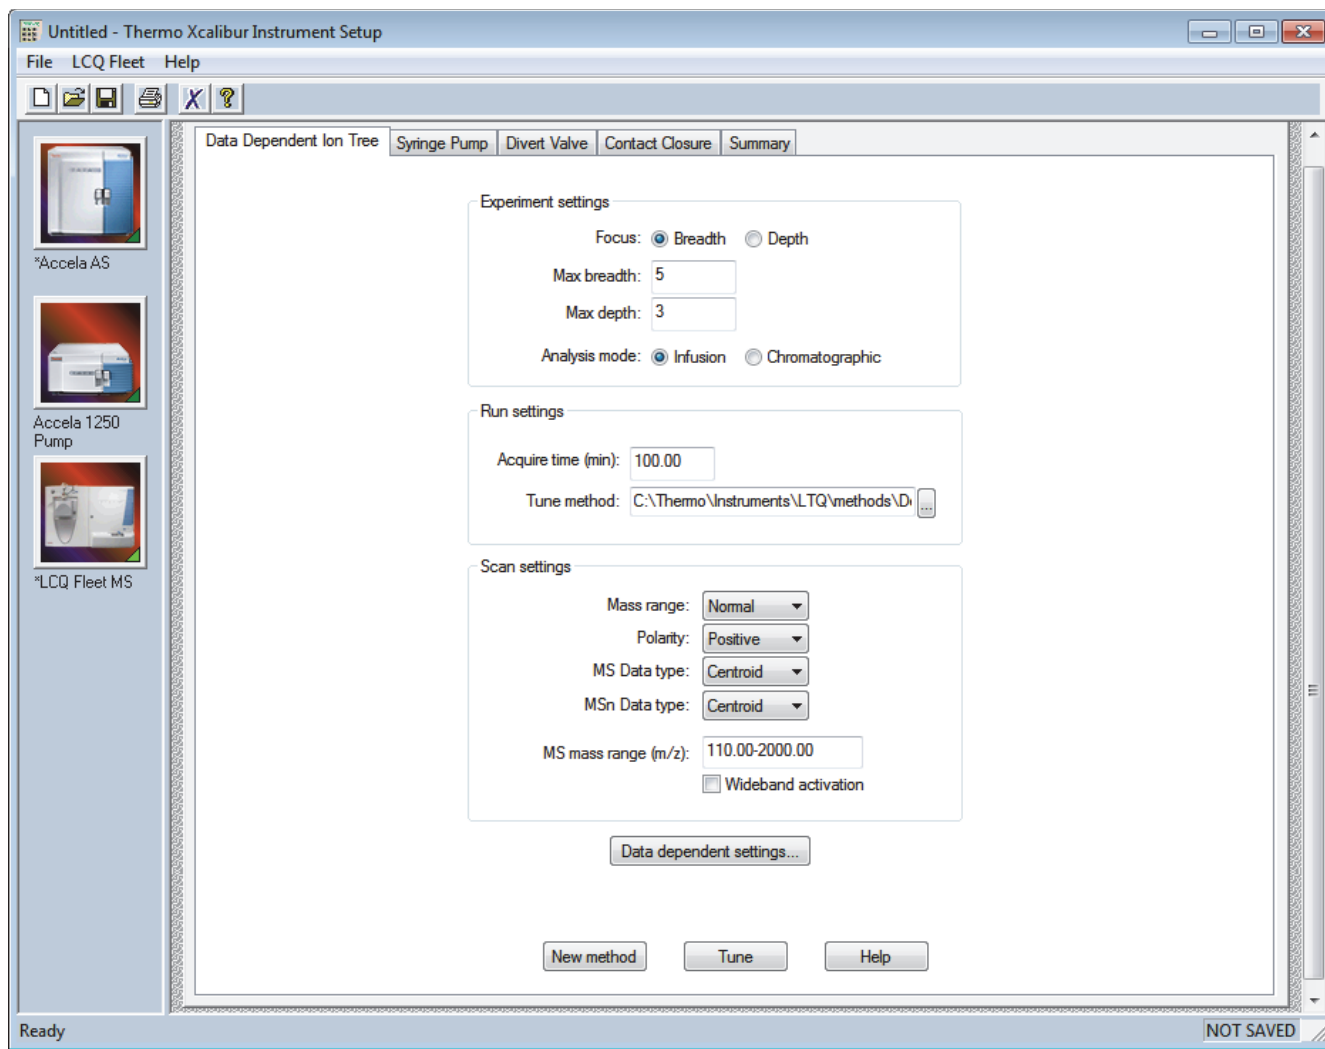 Untitled - Thermo Xcalibur Instrument Setup
File LCQ Fleet Help
Data Dependent Ion Tree Syringe Pump Divert Valve Contact Closure Summary
*Accela AS
Accela 1250
Pump
*LCQ Fleet MS
Experiment settings
Focus: Breadth Depth
Max breadth: 5
Max depth: 3
Analysis mode: Infusion Chromatographic
Run settings
Acquire time (min): 100.00
Tune method: C:\Thermo\Instruments\LTQ\methods\D ...
Scan settings
Mass range: Normal
Polarity: Positive
MS Data type: Centroid
MSn Data type: Centroid
MS mass range (m/z): 110.00-2000.00
Wideband activation
Data dependent settings...
New method Tune Help
Ready NOT SAVED